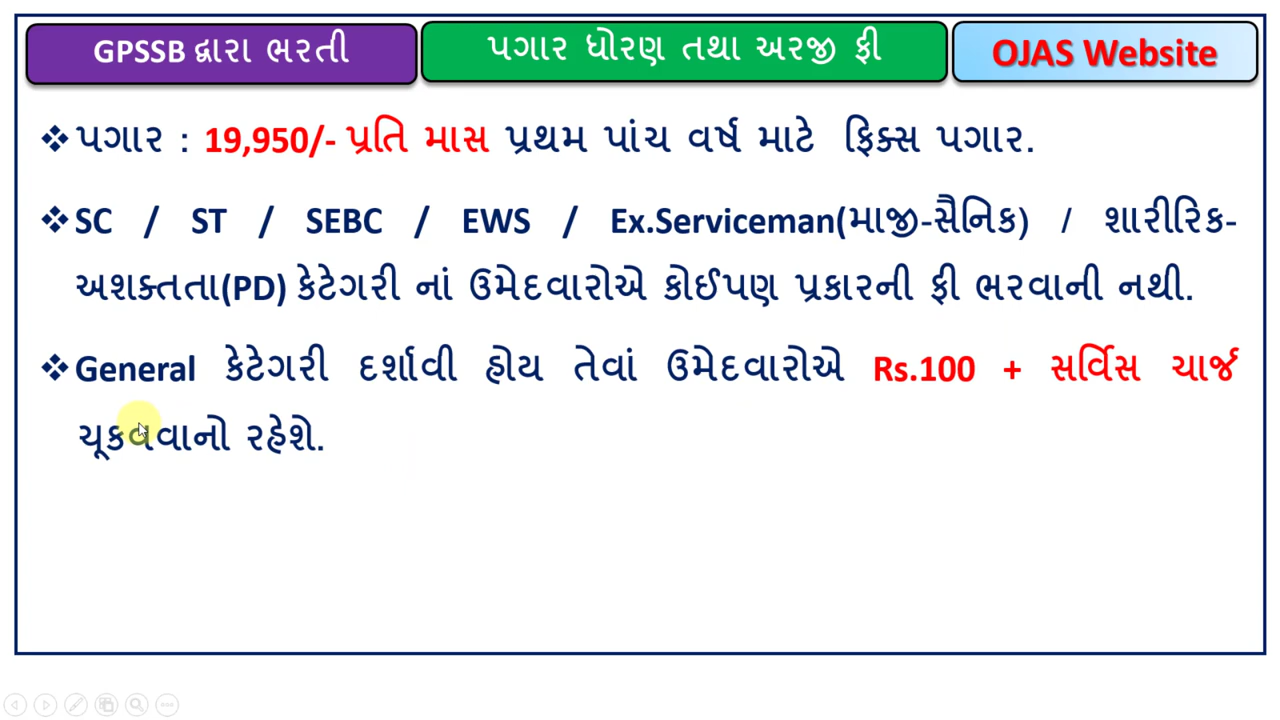 GPSSB દ્વારા ભરતી
પગાર ધોરણ તથા અરજી ફી
OJAS Website
❖પગાર : 19,950/- પ્રતિ માસ પ્રથમ પાંચ વર્ષ માટે ફિક્સ પગાર.
❖SC / ST / SEBC / EWS / Ex.Serviceman(માજી-સૈનિક) / શારીરિક-
અશક્તતા(PD) કેટેગરી નાં ઉમેદવારોએ કોઈપણ પ્રકારની ફી ભરવાની નથી.
❖General કેટેગરી દર્શાવી હોય તેવાં ઉમેદવારોએ Rs.100 + સર્વિસ ચાર્જ
ચૂકવવાનો રહેશે.